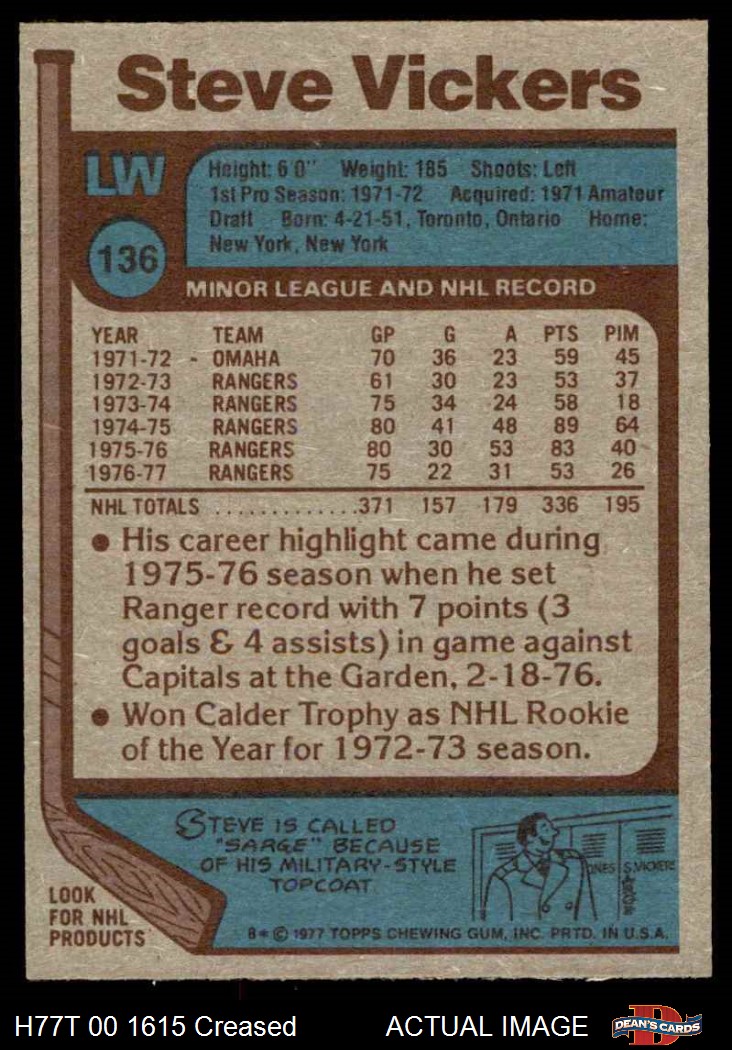 Steve Vickers
LW
136
Height: 6 0" Weight: 185 Shoots: Left
1st Pro Season: 1971-72 Acquired: 1971 Amateur
Draft Born: 4-21-51, Toronto, Ontario Home:
New York, New York
MINOR LEAGUE AND NHL RECORD
YEAR TEAM GP G A PTS PIM
1971-72 - OMAHA 70 36 23 59 45
1972-73 RANGERS 61 30 23 53 37
1973-74 RANGERS 75 34 24 58 18
1974-75 RANGERS 80 41 48 89 64
1975-76 RANGERS 80 30 53 83 40
1976-77 RANGERS 75 22 31 53 26
NHL TOTALS .............371 157 179 336 195
● His career highlight came during
1975-76 season when he set
Ranger record with 7 points (3
goals & 4 assists) in game against
Capitals at the Garden, 2-18-76.
● Won Calder Trophy as NHL Rookie
of the Year for 1972-73 season.
STEVE IS CALLED
"SARGE" BECAUSE
OF HIS MILITARY-STYLE
TOPCOAT
S. VICKERS
LOOK
FOR NHL
PRODUCTS
8* © 1977 TOPPS CHEWING GUM, INC. PRTD. IN U.S.A.
H77T 00 1615 Creased ACTUAL IMAGE
D
DEAN'S CARDS